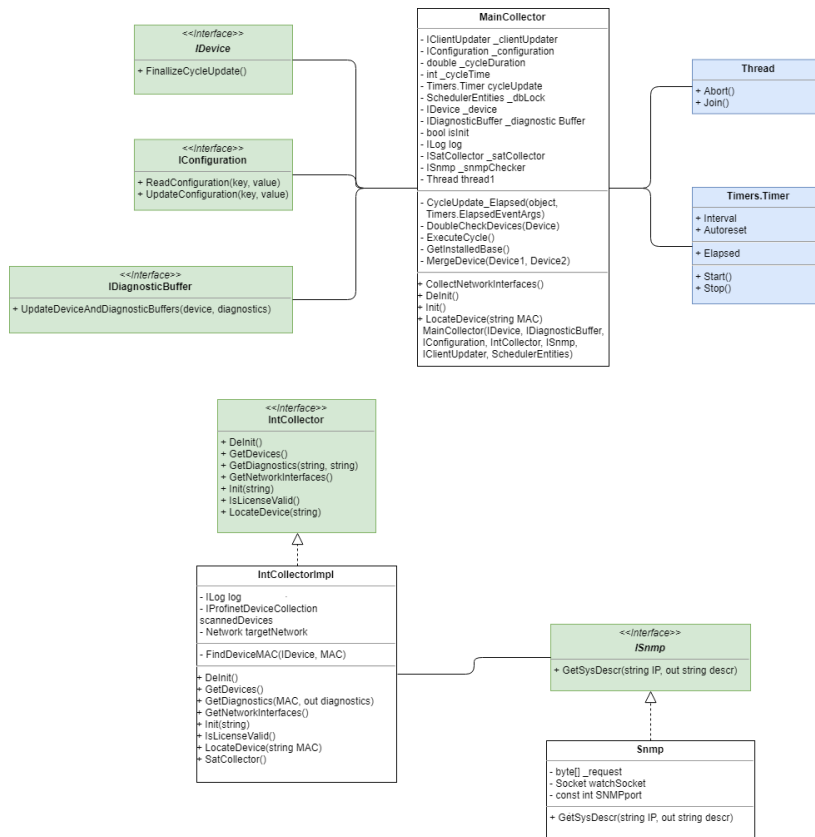 <<Interface>>
IDevice
+ FinallizeCycleUpdate()
<<Interface>>
IConfiguration
+ ReadConfiguration(key, value)
+ UpdateConfiguration(key, value)
<<Interface>>
IDiagnosticBuffer
+ UpdateDeviceAndDiagnosticBuffers(device, diagnostics)
MainCollector
- IClientUpdater _clientUpdater
- IConfiguration _configuration
- double _cycleDuration
- int _cycleTime
- Timers.Timer cycleUpdate
- SchedulerEntities _dbLock
- IDevice _device
- IDiagnosticBuffer _diagnostic Buffer
- bool isInit
- ILog log
- ISatCollector _satCollector
- ISnmp _snmpChecker
- Thread thread1
- CycleUpdate_Elapsed(object,
Timers.ElapsedEventArgs)
- DoubleCheckDevices(Device)
- ExecuteCycle()
- GetInstalledBase()
- MergeDevice(Device1, Device2)
+ CollectNetworkInterfaces()
+ DeInit()
+ Init()
+ LocateDevice(string MAC)
MainCollector(IDevice, IDiagnosticBuffer,
IConfiguration, IntCollector, ISnmp,
IClientUpdater, SchedulerEntities)
Thread
+ Abort()
+ Join()
Timers.Timer
+ Interval
+ Autoreset
+ Elapsed
+ Start()
+ Stop()
<<Interface>>
IntCollector
+ DeInit()
+ GetDevices()
+ GetDiagnostics(string, string)
+ GetNetworkInterfaces()
+ Init(string)
+ IsLicenseValid()
+ LocateDevice(string)
IntCollectorImpl
- ILog log
- IProfinetDeviceCollection
scannedDevices
- Network targetNetwork
- FindDeviceMAC(IDevice, MAC)
+ DeInit()
+ GetDevices()
+ GetDiagnostics(MAC, out diagnostics)
+ GetNetworkInterfaces()
+ Init(string)
+ IsLicenseValid()
+ LocateDevice(string MAC)
+ SatCollector()
<<Interface>>
ISnmp
+ GetSysDescr(string IP, out string descr)
Snmp
- byte[] _request
- Socket watchSocket
- const int SNMPport
+ GetSysDescr(string IP, out string descr)